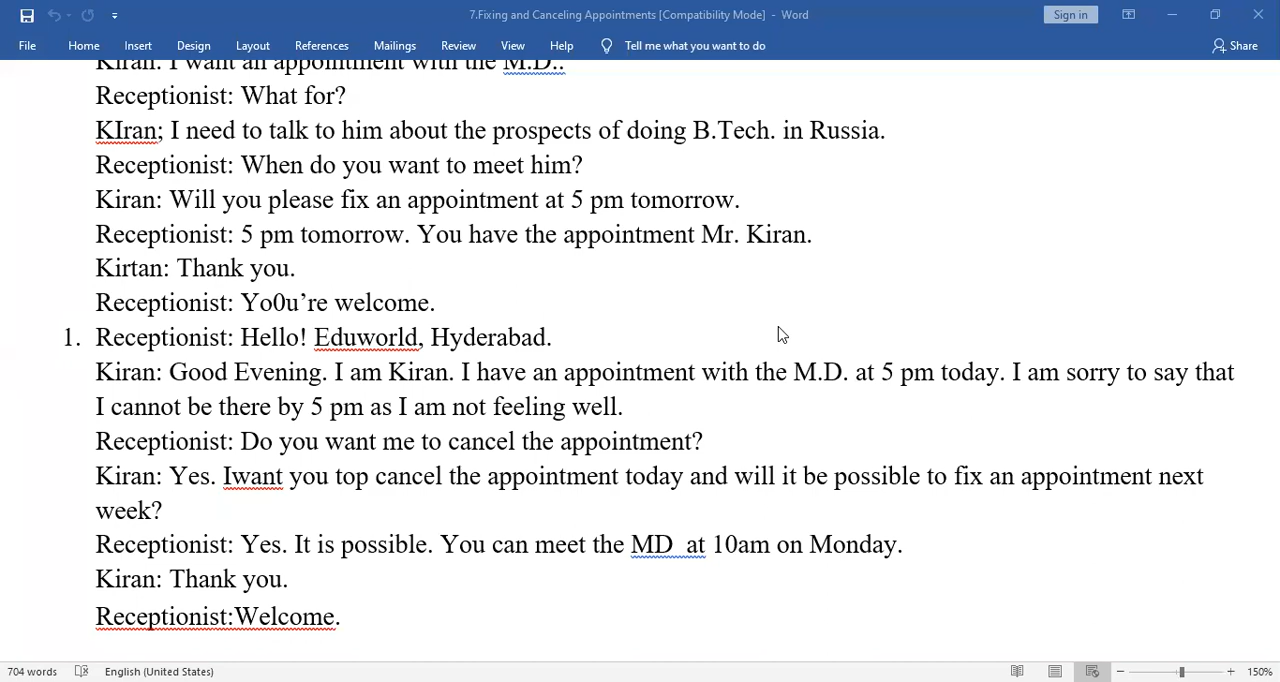 7.Fixing and Canceling Appointments [Compatibility Mode] - Word
Sign in
File Home Insert Design Layout References Mailings Review View Help Tell me what you want to do Share
Kiran: I want an appointment with the M.D..
Receptionist: What for?
KIran; I need to talk to him about the prospects of doing B.Tech. in Russia.
Receptionist: When do you want to meet him?
Kiran: Will you please fix an appointment at 5 pm tomorrow.
Receptionist: 5 pm tomorrow. You have the appointment Mr. Kiran.
Kirtan: Thank you.
Receptionist: Yo0u’re welcome.
1. Receptionist: Hello! Eduworld, Hyderabad.
Kiran: Good Evening. I am Kiran. I have an appointment with the M.D. at 5 pm today. I am sorry to say that
I cannot be there by 5 pm as I am not feeling well.
Receptionist: Do you want me to cancel the appointment?
Kiran: Yes. Iwant you top cancel the appointment today and will it be possible to fix an appointment next
week?
Receptionist: Yes. It is possible. You can meet the MD  at 10am on Monday.
Kiran: Thank you.
Receptionist:Welcome.
704 words English (United States) 150%